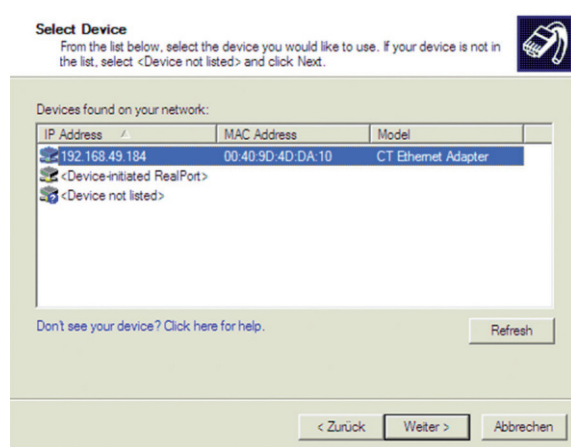 Select Device
From the list below, select the device you would like to use. If your device is not in
the list, select <Device not listed> and click Next.
Devices found on your network:
IP Address MAC Address Model
192.168.49.184 00:40:9D:4D:DA:10 CT Ethernet Adapter
<Device-initiated RealPort>
<Device not listed>
Don't see your device? Click here for help.
Refresh
< Zurück Weiter > Abbrechen